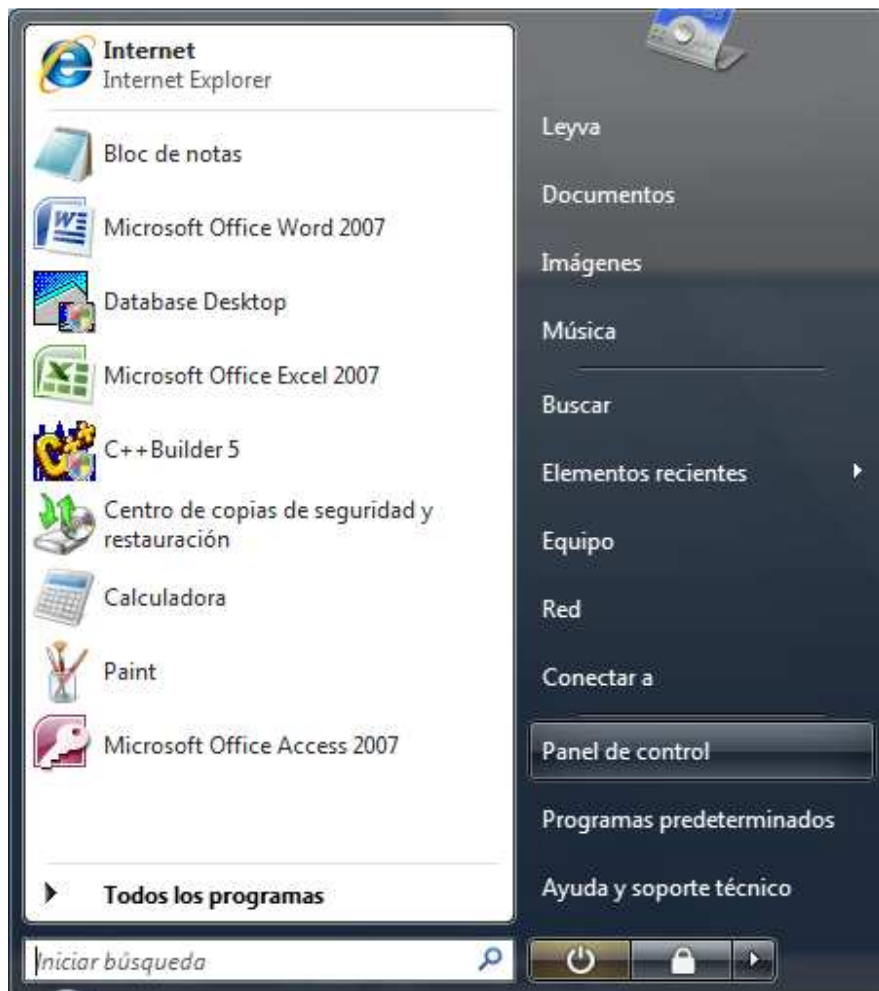 Internet
Internet Explorer
Bloc de notas
Microsoft Office Word 2007
Database Desktop
Microsoft Office Excel 2007
C++Builder 5
Centro de copias de seguridad y
restauración
Calculadora
Paint
Microsoft Office Access 2007
Todos los programas
Iniciar búsqueda
Leyva
Documentos
Imágenes
Música
Buscar
Elementos recientes
Equipo
Red
Conectar a
Panel de control
Programas predeterminados
Ayuda y soporte técnico